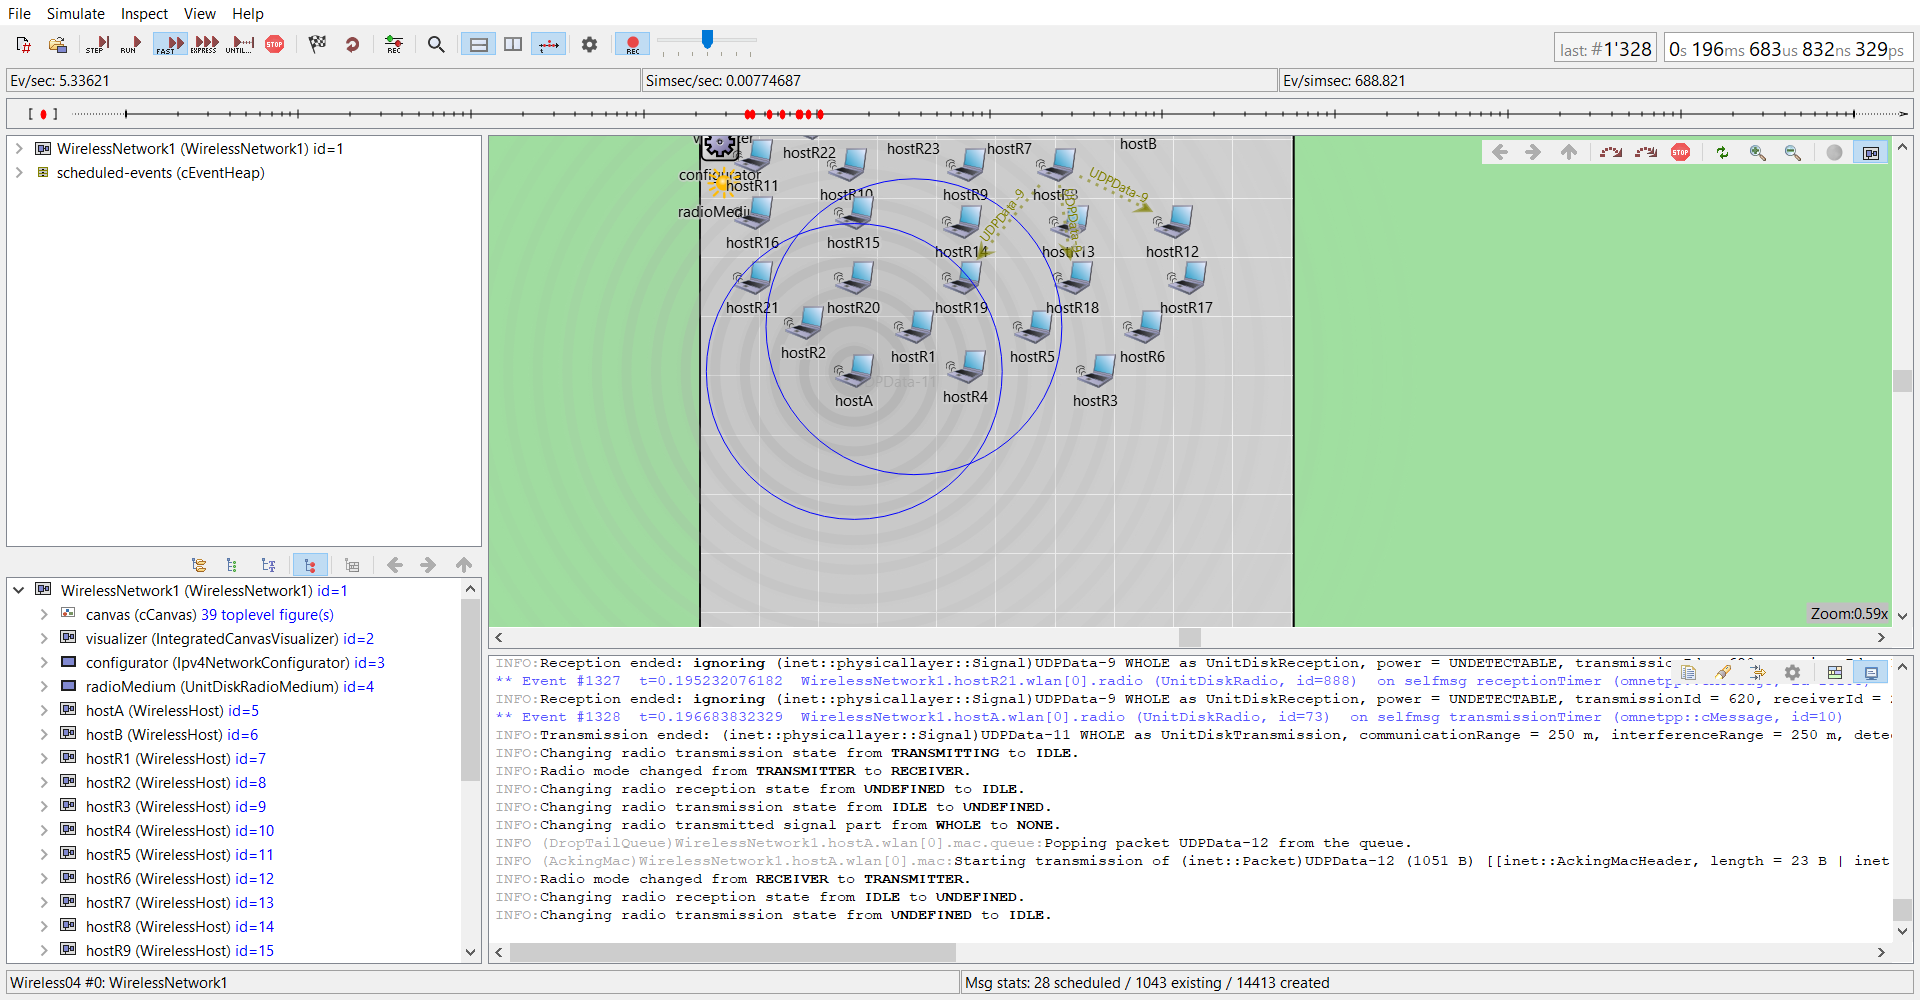 File Simulate Inspect View Help
STEP RUN FAST EXPRESS UNTIL... STOP REC REC
last: #1'328
0s 196ms 683us 832ns 329ps
Ev/sec: 5.33621
Simsec/sec: 0.00774687
Ev/simsec: 688.821
WirelessNetwork1 (WirelessNetwork1) id=1
scheduled-events (cEventHeap)
WirelessNetwork1 (WirelessNetwork1) id=1
canvas (cCanvas) 39 toplevel figure(s)
visualizer (IntegratedCanvasVisualizer) id=2
configurator (Ipv4NetworkConfigurator) id=3
radioMedium (UnitDiskRadioMedium) id=4
hostA (WirelessHost) id=5
hostB (WirelessHost) id=6
hostR1 (WirelessHost) id=7
hostR2 (WirelessHost) id=8
hostR3 (WirelessHost) id=9
hostR4 (WirelessHost) id=10
hostR5 (WirelessHost) id=11
hostR6 (WirelessHost) id=12
hostR7 (WirelessHost) id=13
hostR8 (WirelessHost) id=14
hostR9 (WirelessHost) id=15
hostR22 hostR23 hostR7 hostB
STOP
configurator
hostR11 hostR10 hostR9
UDPData-9
UDPData-9
radioMediu
hostR16 hostR15 hostR14 hostR13 hostR12
hostR21 hostR20 hostR19 hostR18 hostR17
hostR2 hostR1 hostR5 hostR6
UDPData-11
hostA hostR4 hostR3
Zoom:0.59x
INFO:Reception ended: ignoring (inet::physicallayer::Signal)UDPData-9 WHOLE as UnitDiskReception, power = UNDETECTABLE, transmissio
** Event #1327 t=0.195232076182 WirelessNetwork1.hostR21.wlan[0].radio (UnitDiskRadio, id=888) on selfmsg receptionTimer
INFO:Reception ended: ignoring (inet::physicallayer::Signal)UDPData-9 WHOLE as UnitDiskReception, power = UNDETECTABLE, transmissionId = 620, receiverId =
** Event #1328 t=0.196683832329 WirelessNetwork1.hostA.wlan[0].radio (UnitDiskRadio, id=73) on selfmsg transmissionTimer (omnetpp::cMessage, id=10)
INFO:Transmission ended: (inet::physicallayer::Signal)UDPData-11 WHOLE as UnitDiskTransmission, communicationRange = 250 m, interferenceRange = 250 m, dete
INFO:Changing radio transmission state from TRANSMITTING to IDLE.
INFO:Radio mode changed from TRANSMITTER to RECEIVER.
INFO:Changing radio reception state from UNDEFINED to IDLE.
INFO:Changing radio transmission state from IDLE to UNDEFINED.
INFO:Changing radio transmitted signal part from WHOLE to NONE.
INFO (DropTailQueue)WirelessNetwork1.hostA.wlan[0].mac.queue:Popping packet UDPData-12 from the queue.
INFO (AckingMac)WirelessNetwork1.hostA.wlan[0].mac:Starting transmission of (inet::Packet)UDPData-12 (1051 B) [[inet::AckingMacHeader, length = 23 B | inet
INFO:Radio mode changed from RECEIVER to TRANSMITTER.
INFO:Changing radio reception state from IDLE to UNDEFINED.
INFO:Changing radio transmission state from UNDEFINED to IDLE.
Wireless04 #0: WirelessNetwork1
Msg stats: 28 scheduled / 1043 existing / 14413 created